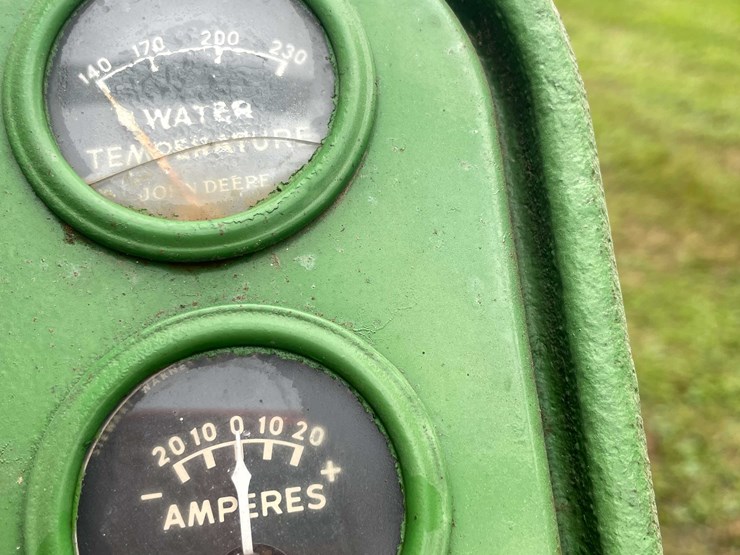 140 170 200 230
WATER
TEMPERATURE
JOHN DEERE
20 10 0 10 20
- +
AMPERES